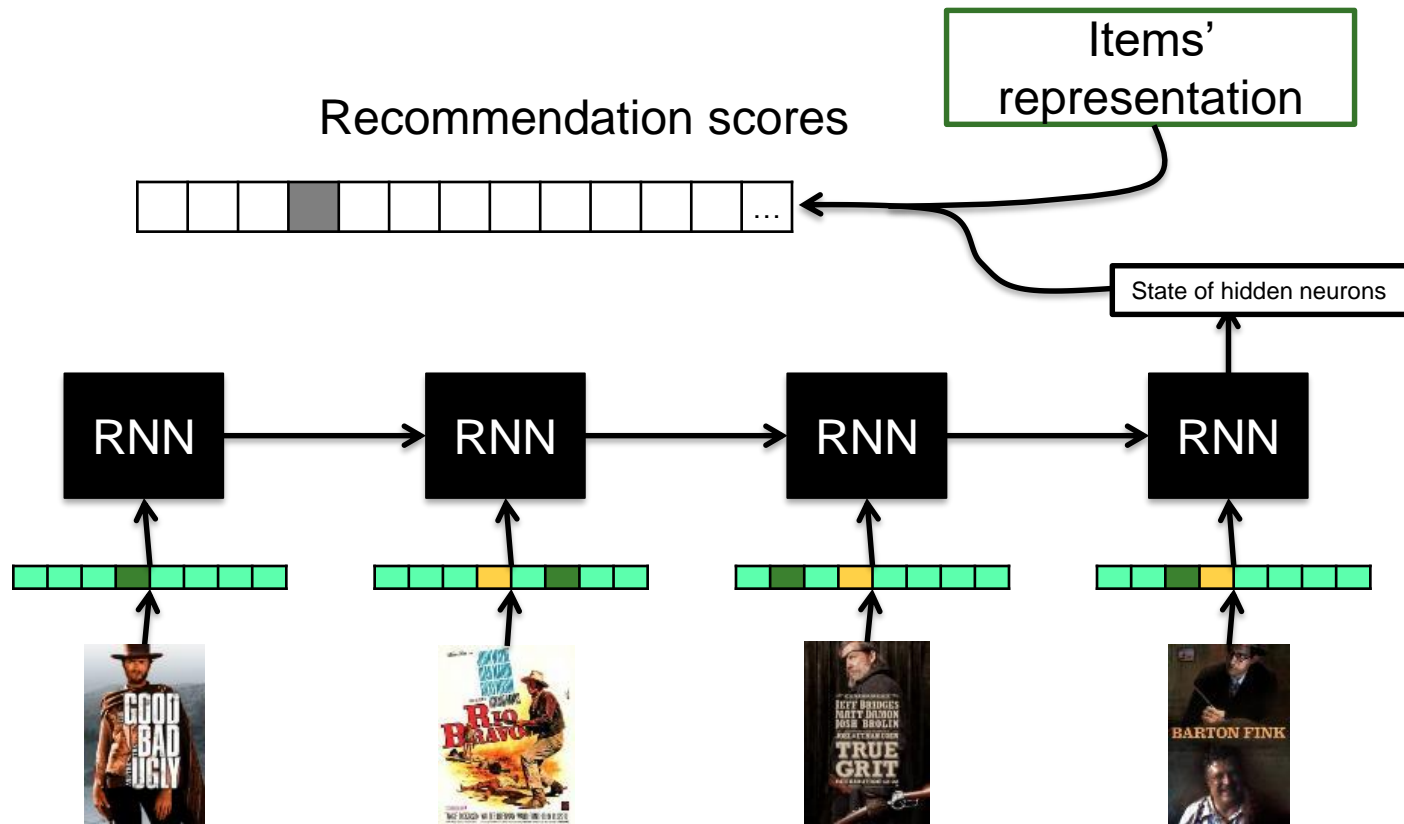 Items’
representation
Recommendation scores
...
State of hidden neurons
RNN
RNN
RNN
RNN
GOOD
BAD
UGLY
RIO
BRAVO
JEFF BRIDGES
MATT DAMON
JOSH BROLIN
TRUE
GRIT
BARTON FINK